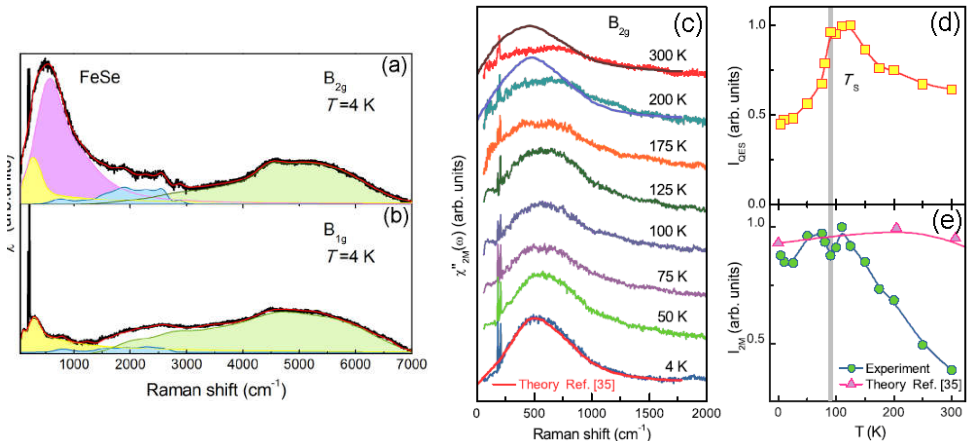 (a)
FeSe
B2g
T=4 K
(b)
B1g
T=4 K
0 1000 2000 3000 4000 5000 6000 7000
Raman shift (cm-1)
(c)
B2g
300 K
200 K
175 K
125 K
100 K
75 K
50 K
4 K
Theory Ref. [35]
χ"2M(ω) (arb. units)
0 500 1000 1500 2000
Raman shift (cm-1)
(d)
1.0
TS
0.5
0.0
IQES (arb. units)
(e)
1.0
0.5
I2M (arb. units)
Experiment
Theory Ref. [35]
0 100 200 300
T (K)